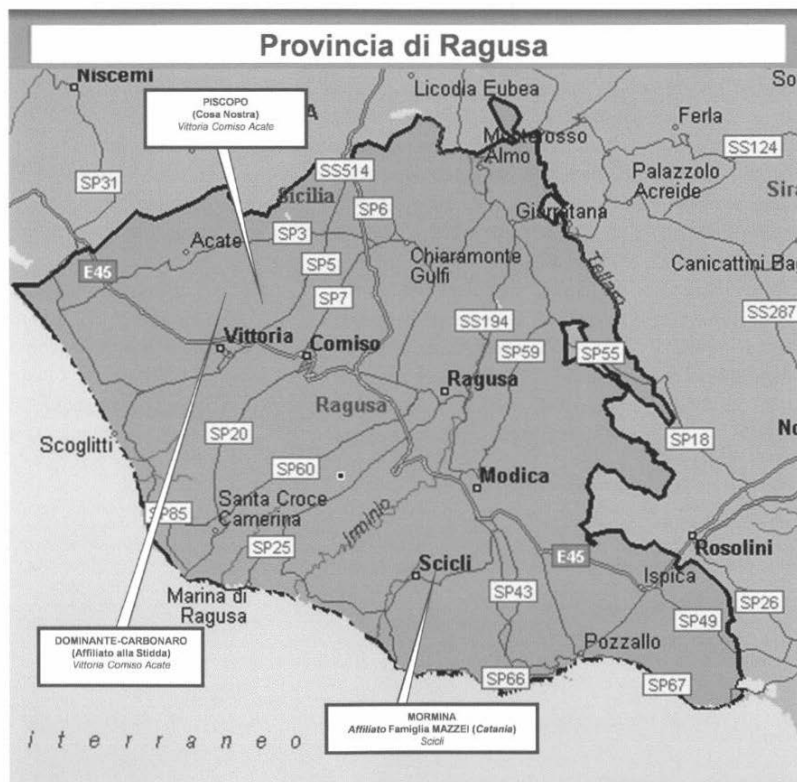 Provincia di Ragusa
Niscemi
Licodia Eubea
PISCOPO
(Cosa Nostra)
Vittoria Comiso Acate
Monterosso
Almo
Ferla
SS124
SP31
SS514
Palazzolo
Acreide
Sicilia
SP6
Giarratana
Acate
SP3
Chiaramonte
Gulfi
Tellaro
E45
SP5
Canicattini Ba
SP7
SS287
Vittoria
Comiso
SS194
SP59
SP55
Ragusa
Ragusa
Scoglitti
SP20
SP18
No
SP60
Modica
SP85
Santa Croce
Camerina
Irminio
SP25
Rosolini
E45
Scicli
Ispica
Marina di
Ragusa
SP43
SP26
SP49
DOMINANTE-CARBONARO
(Affiliato alla Stidda)
Vittoria Comiso Acate
Pozzallo
SP66
SP67
MORMINA
Affiliato Famiglia MAZZEI (Catania)
Scicli
i t e r r a n e o